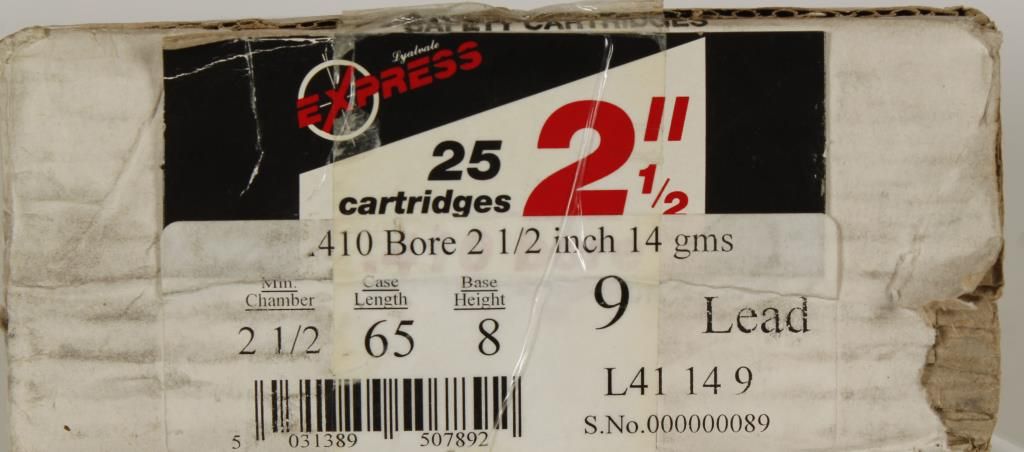 SAFETY CARTRIDGES
Lyalvale
EXPRESS
25
cartridges
2" 1/2
.410 Bore 2 1/2 inch 14 gms
Min. Chamber
2 1/2
Case Length
65
Base Height
8
9
Lead
L41 14 9
S.No.000000089
5 031389 507892